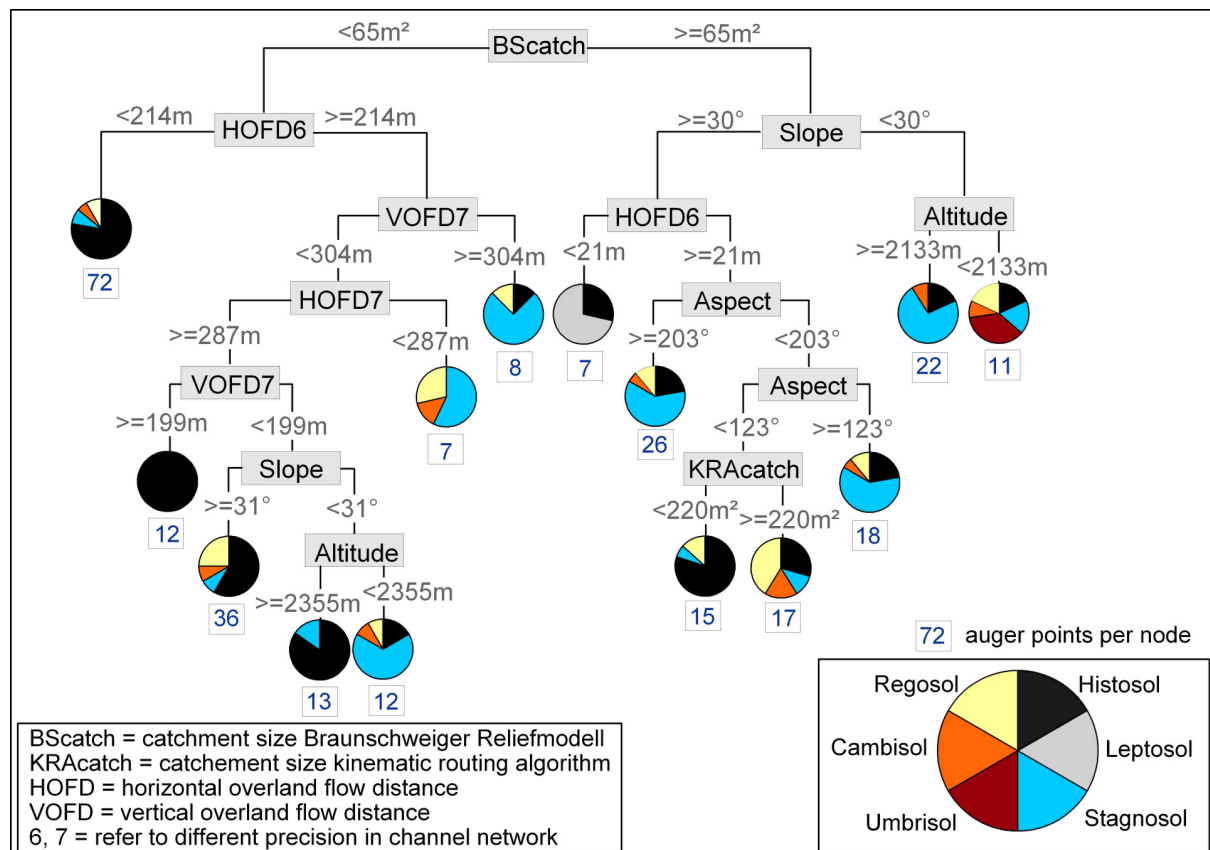 <65m²
BScatch
>=65m²
<214m
HOFD6
>=214m
>=30°
Slope
<30°
72
VOFD7
HOFD6
Altitude
<304m
>=304m
<21m
>=21m
>=2133m
<2133m
HOFD7
8
7
Aspect
22
11
>=287m
<287m
>=203°
<203°
VOFD7
7
26
Aspect
>=199m
<199m
<123°
>=123°
12
Slope
KRAcatch
18
>=31°
<31°
<220m²
>=220m²
36
Altitude
15
17
>=2355m
<2355m
13
12
72 auger points per node
BScatch = catchment size Braunschweiger Reliefmodell
KRAcatch = catchement size kinematic routing algorithm
HOFD = horizontal overland flow distance
VOFD = vertical overland flow distance
6, 7 = refer to different precision in channel network
Regosol
Histosol
Cambisol
Leptosol
Umbrisol
Stagnosol